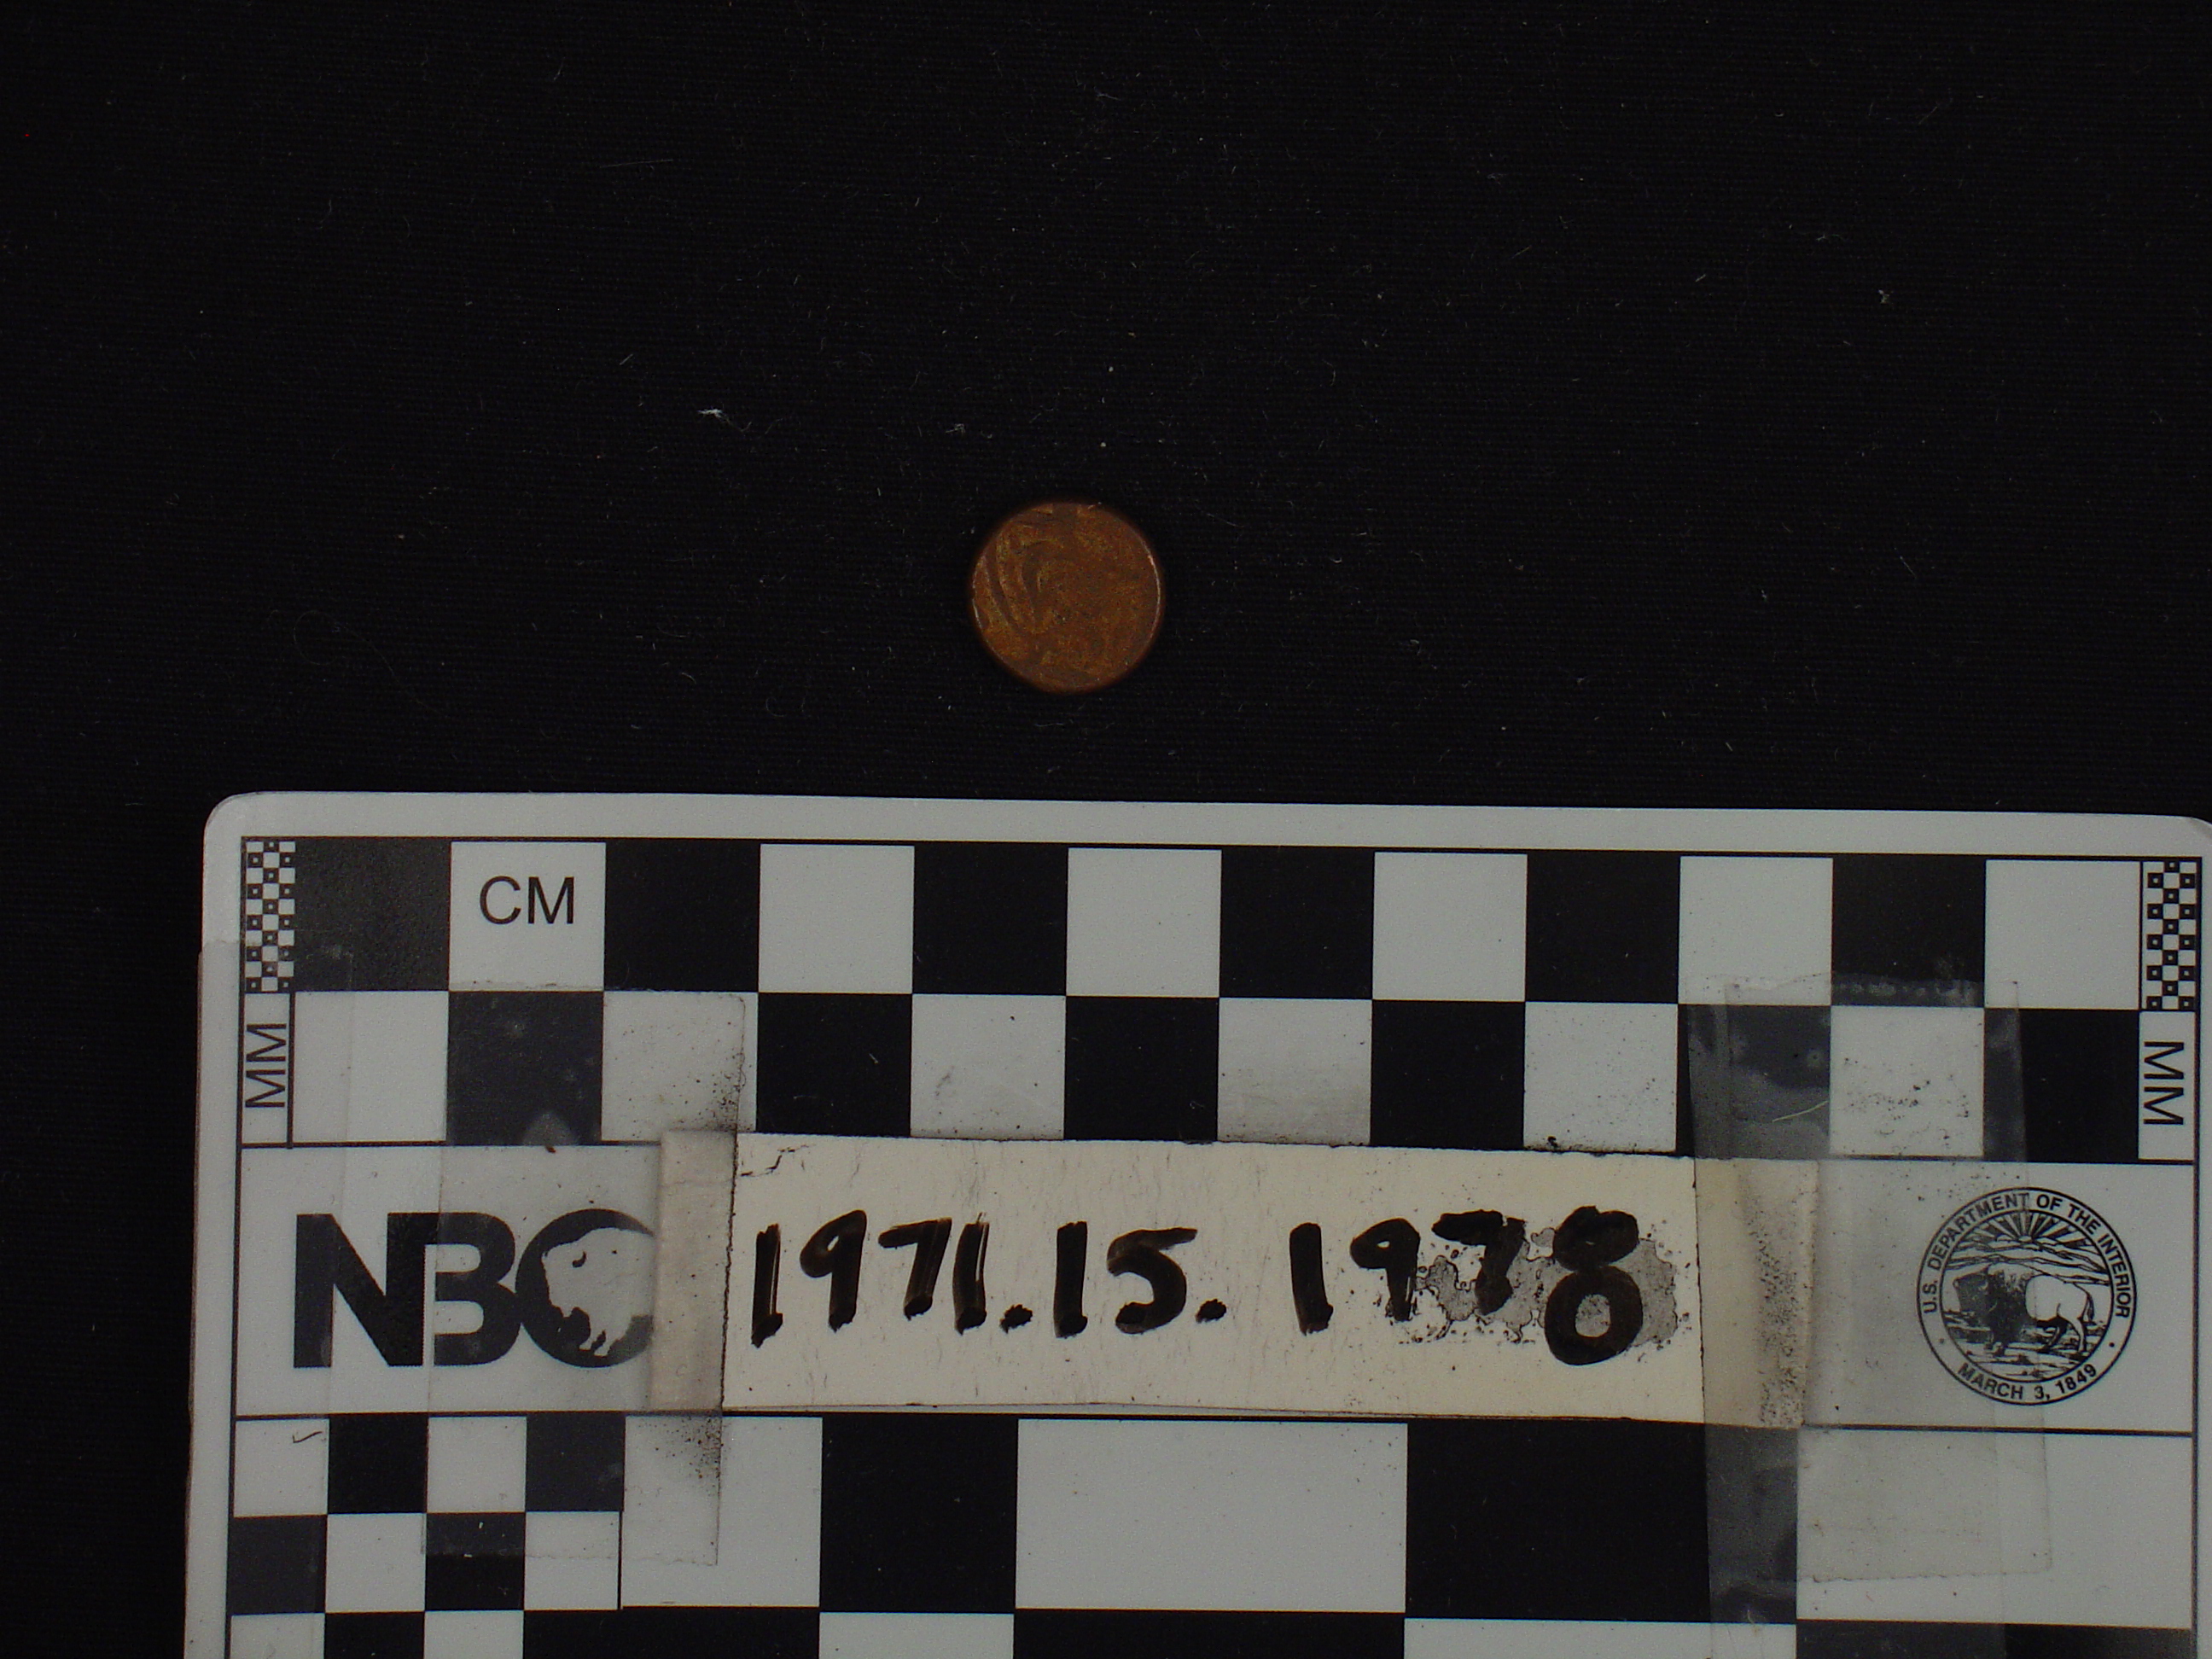 CM
MM
MM
NBC
1971.15.1978
U.S. DEPARTMENT OF THE INTERIOR
MARCH 3, 1849